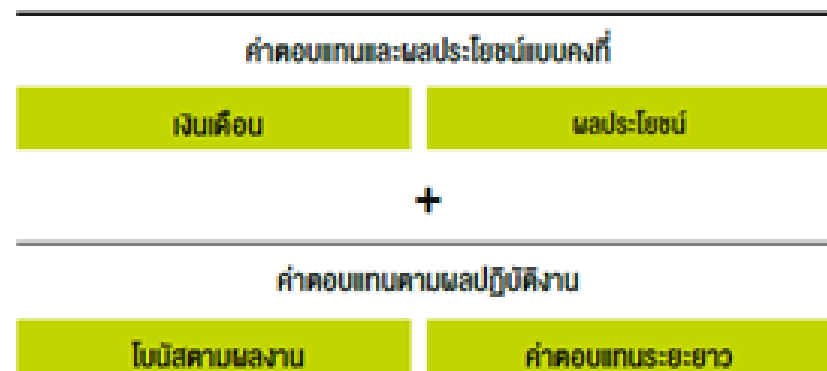 ค่าตอบแทนและผลประโยชน์แบบคงที่
เงินเดือน ผลประโยชน์
+
ค่าตอบแทนตามผลปฏิบัติงาน
โบนัสตามผลงาน ค่าตอบแทนระยะยาว